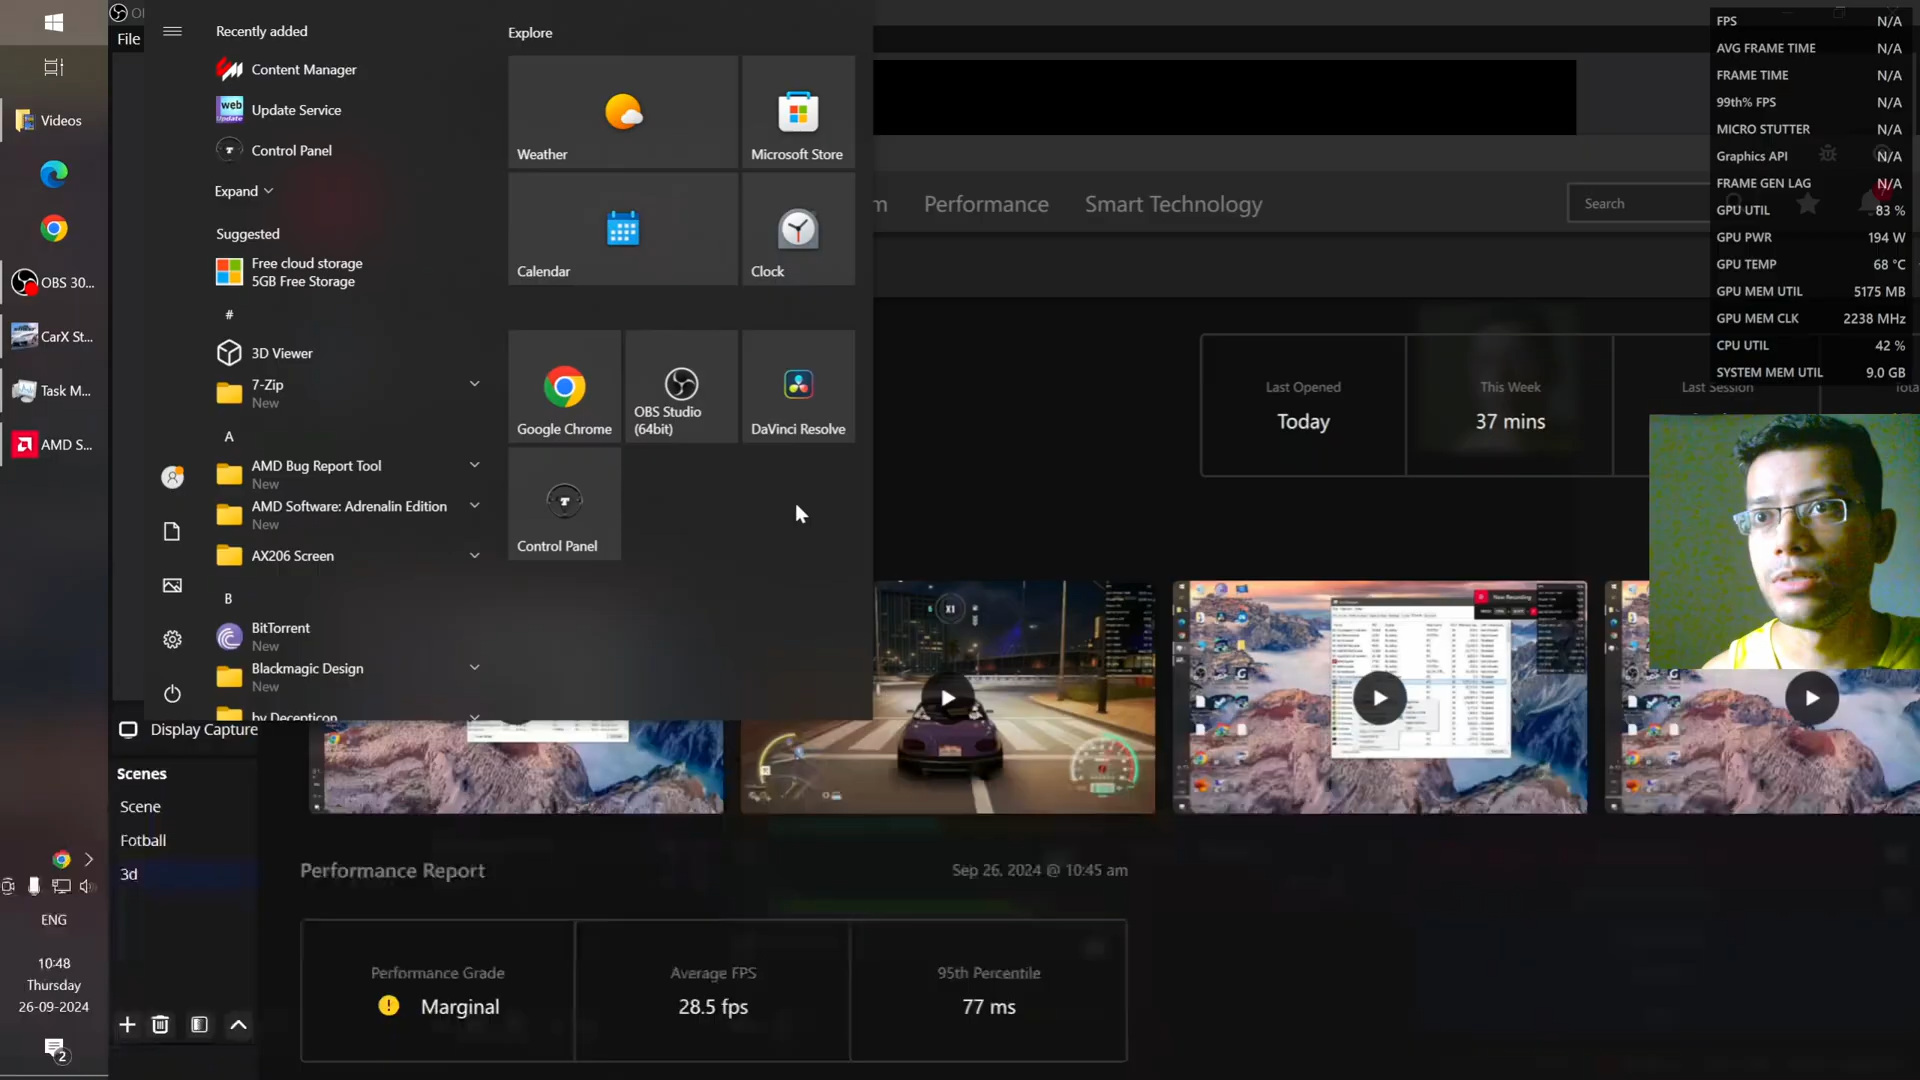 File
Videos
OBS 30...
CarX St...
Task M...
AMD S...
ENG
10:48
Thursday
26-09-2024
2
Recently added
Content Manager
Update Service
Control Panel
Expand
Suggested
Free cloud storage
5GB Free Storage
#
3D Viewer
7-Zip
New
A
AMD Bug Report Tool
New
AMD Software: Adrenalin Edition
New
AX206 Screen
B
BitTorrent
New
Blackmagic Design
New
by Decepticon
Explore
Weather
Microsoft Store
Calendar
Clock
Google Chrome
OBS Studio
(64bit)
DaVinci Resolve
Control Panel
Performance
Smart Technology
Search
Last Opened
Today
This Week
37 mins
Last Session
FPS N/A
AVG FRAME TIME N/A
FRAME TIME N/A
99th% FPS N/A
MICRO STUTTER N/A
Graphics API N/A
FRAME GEN LAG N/A
GPU UTIL 83 %
GPU PWR 194 W
GPU TEMP 68 °C
GPU MEM UTIL 5175 MB
GPU MEM CLK 2238 MHz
CPU UTIL 42 %
SYSTEM MEM UTIL 9.0 GB
Display Capture
Scenes
Scene
Fotball
3d
Performance Report
Sep 26, 2024 @ 10:45 am
Performance Grade
Marginal
Average FPS
28.5 fps
95th Percentile
77 ms